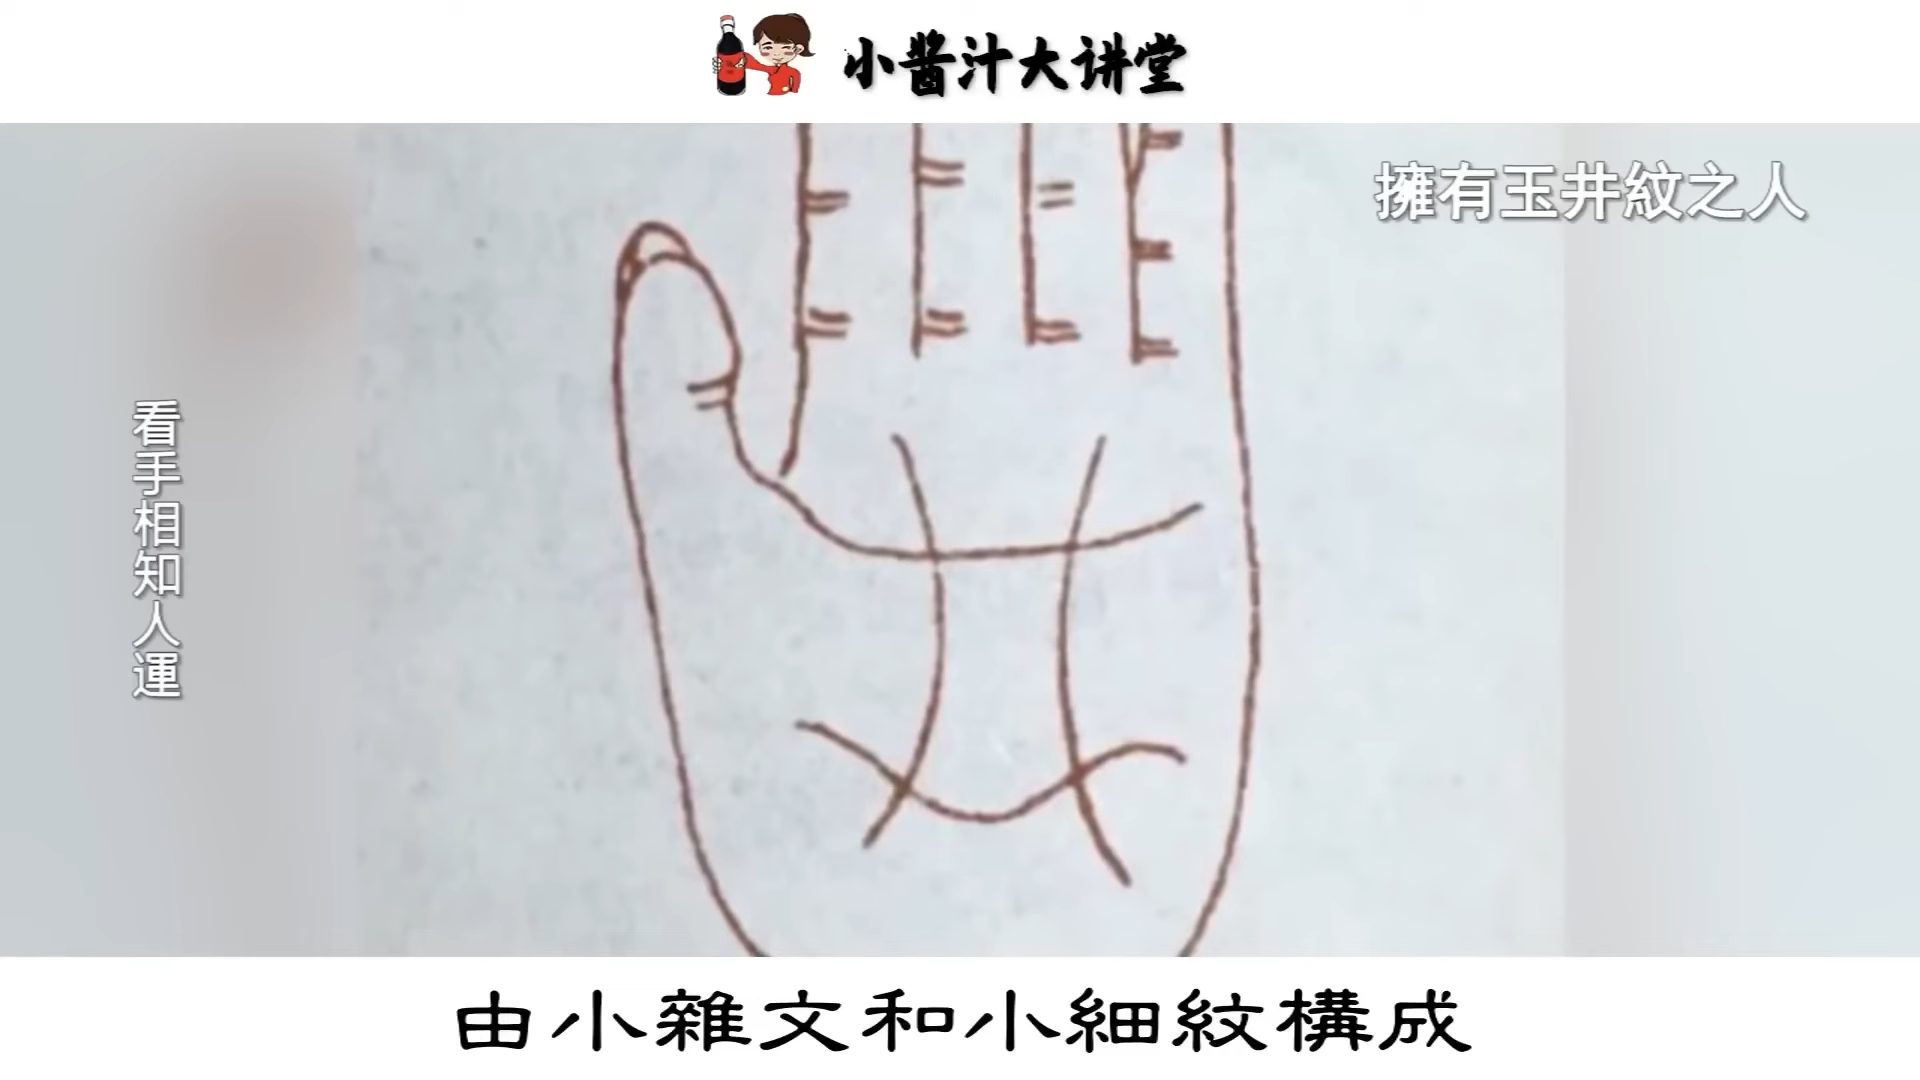 小酱汁大讲堂
擁有玉井紋之人
看手相知人運
由小雜文和小細紋構成